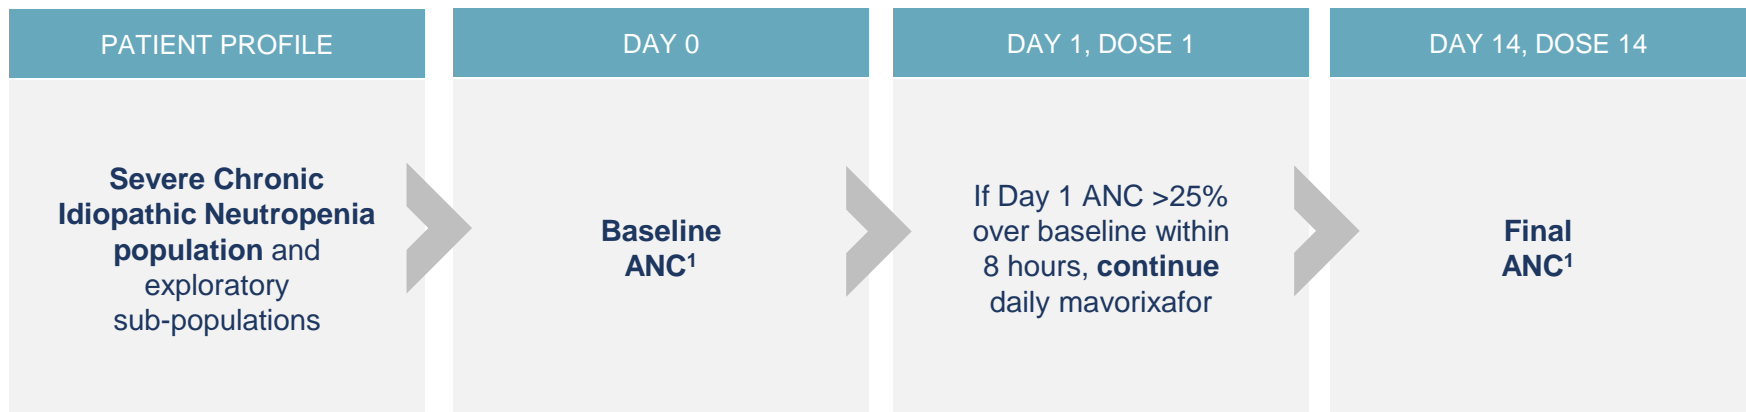 PATIENT PROFILE
Severe Chronic
Idiopathic Neutropenia
population and
exploratory
sub-populations
DAY 0
Baseline
ANC¹
DAY 1, DOSE 1
If Day 1 ANC >25%
over baseline within
8 hours, continue
daily mavorixafor
DAY 14, DOSE 14
Final
ANC¹